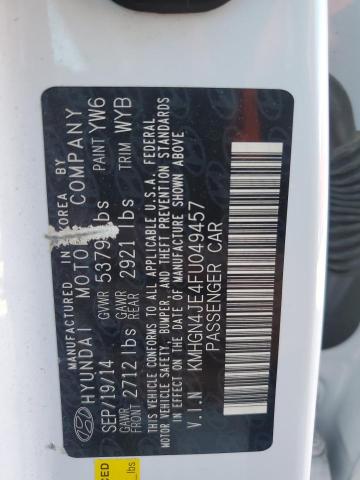 MANUFACTURED IN KOREA BY
HYUNDAI MOTOR COMPANY
SEP/19/14 GVWR 5379 lbs PAINT YW6
GAWR FRONT 2712 lbs GAWR REAR 2921 lbs TRIM WYB
THIS VEHICLE CONFORMS TO ALL APPLICABLE U.S.A. FEDERAL
MOTOR VEHICLE SAFETY, BUMPER, AND THEFT PREVENTION STANDARDS
IN EFFECT ON THE DATE OF MANUFACTURE SHOWN ABOVE.
V.I.N KMHGN4JE4EU049457
PASSENGER CAR
lbs